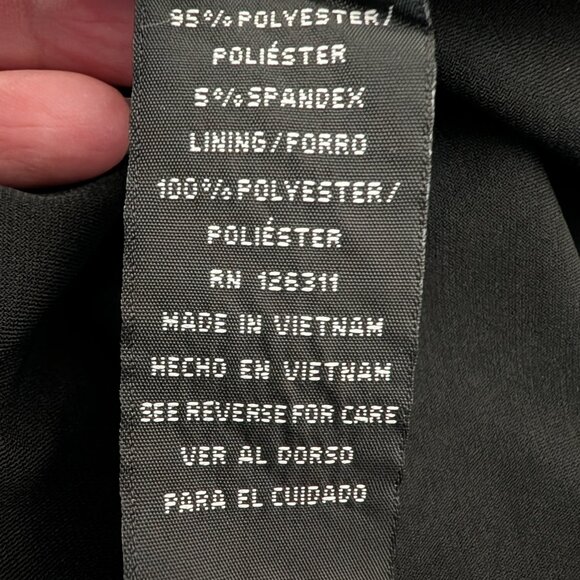 95% POLYESTER/
POLIÉSTER
5% SPANDEX
LINING/FORRO
100% POLYESTER/
POLIÉSTER
RN 126311
MADE IN VIETNAM
HECHO EN VIETNAM
SEE REVERSE FOR CARE
VER AL DORSO
PARA EL CUIDADO